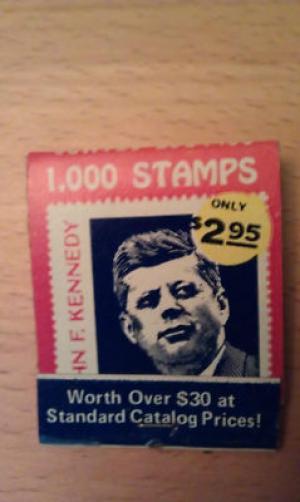 1,000 STAMPS
ONLY
$2.95
HN F. KENNEDY
Worth Over $30 at
Standard Catalog Prices!